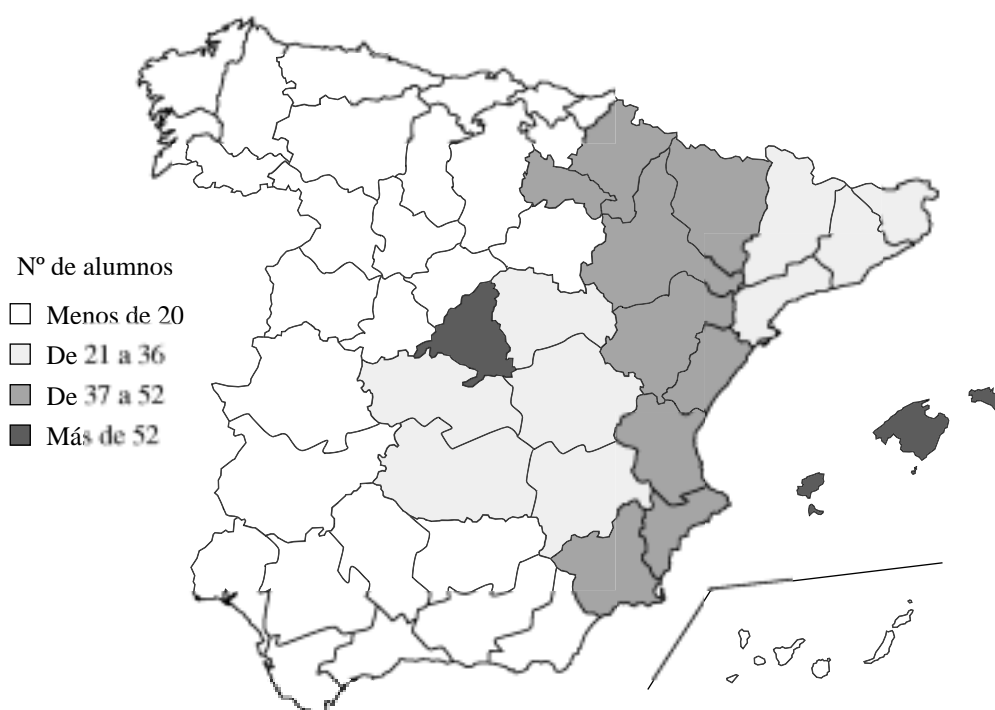 Nº de alumnos
Menos de 20
De 21 a 36
De 37 a 52
Más de 52